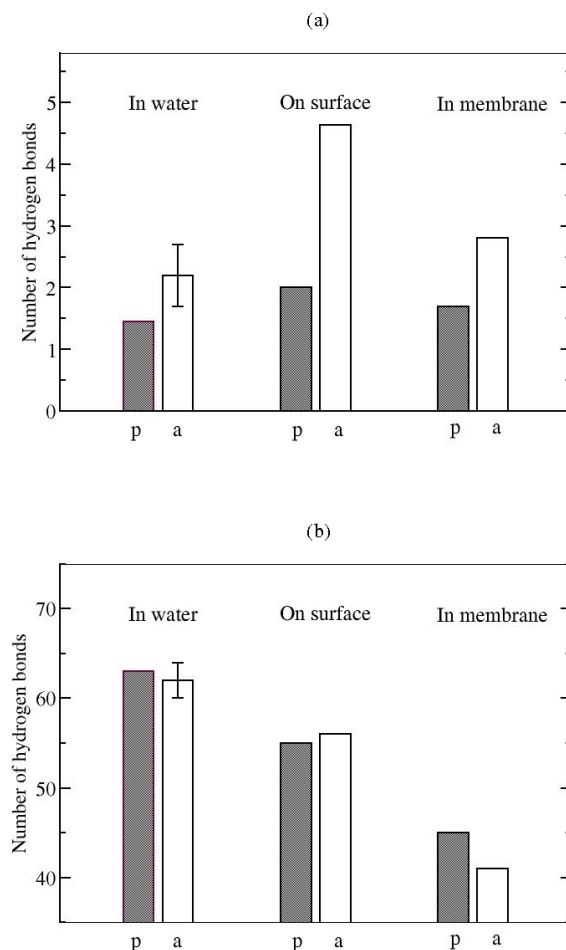 (a)
In water On surface In membrane
Number of hydrogen bonds
5
4
3
2
1
0
p a p a p a
(b)
In water On surface In membrane
Number of hydrogen bonds
70
60
50
40
p a p a p a